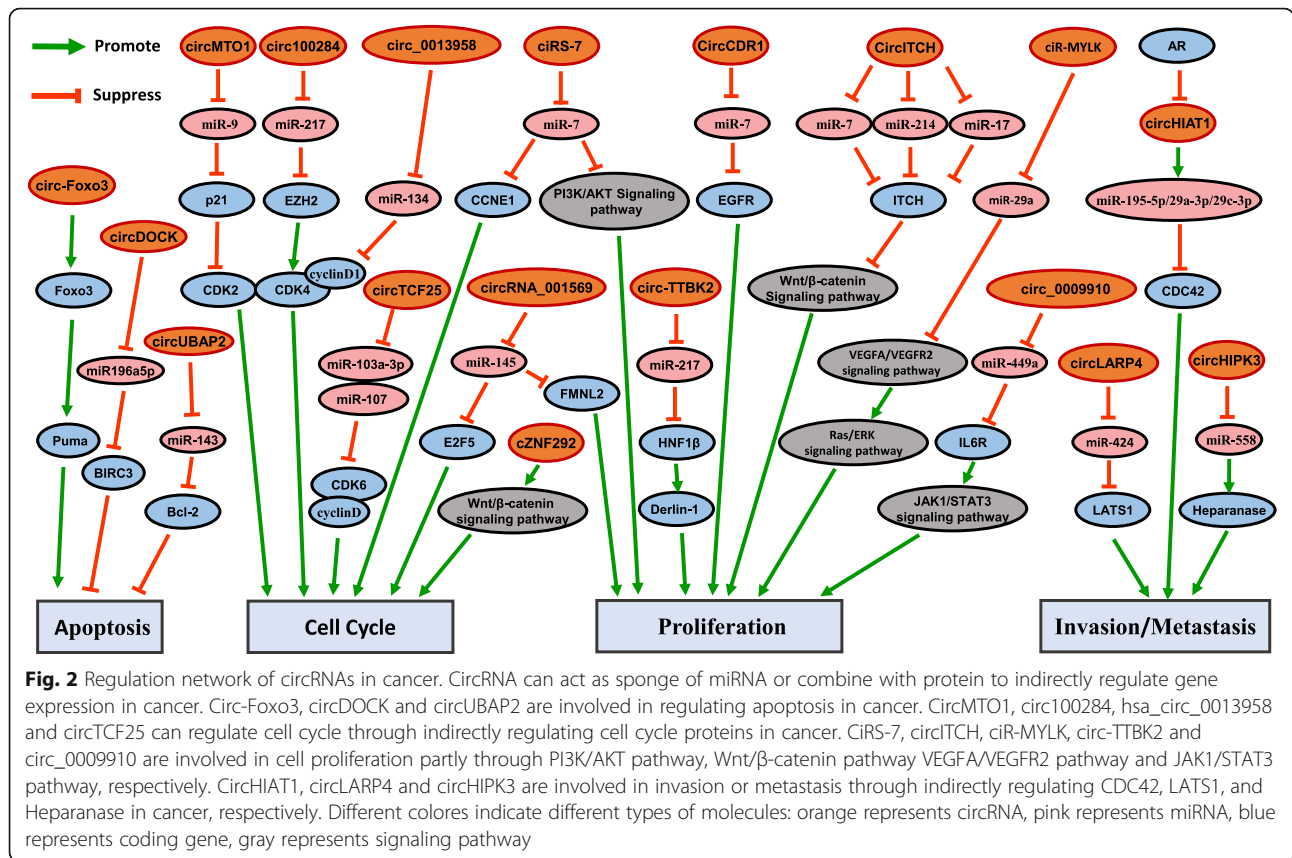 Promote
Suppress
circMTO1
circ100284
circ_0013958
ciRS-7
CircCDR1
CircITCH
ciR-MYLK
AR
miR-9
miR-217
miR-7
miR-7
miR-7
miR-214
miR-17
circHIAT1
circ-Foxo3
p21
EZH2
miR-134
CCNE1
PI3K/AKT Signaling
pathway
EGFR
ITCH
miR-29a
miR-195-5p/29a-3p/29c-3p
circDOCK
Foxo3
CDK2
CDK4
cyclinD1
circTCF25
circRNA_001569
circ-TTBK2
Wnt/β-catenin
Signaling pathway
circ_0009910
CDC42
circUBAP2
miR196a5p
miR-103a-3p
miR-107
miR-145
FMNL2
miR-217
VEGFA/VEGFR2
signaling pathway
miR-449a
circLARP4
circHIPK3
Puma
BIRC3
miR-143
E2F5
cZNF292
HNF1β
Ras/ERK
signaling pathway
IL6R
miR-424
miR-558
Bcl-2
CDK6
cyclinD
Wnt/β-catenin
signaling pathway
Derlin-1
JAK1/STAT3
signaling pathway
LATS1
Heparanase
Apoptosis
Cell Cycle
Proliferation
Invasion/Metastasis
Fig. 2 Regulation network of circRNAs in cancer. CircRNA can act as sponge of miRNA or combine with protein to indirectly regulate gene
expression in cancer. Circ-Foxo3, circDOCK and circUBAP2 are involved in regulating apoptosis in cancer. CircMTO1, circ100284, hsa_circ_0013958
and circTCF25 can regulate cell cycle through indirectly regulating cell cycle proteins in cancer. CiRS-7, circITCH, ciR-MYLK, circ-TTBK2 and
circ_0009910 are involved in cell proliferation partly through PI3K/AKT pathway, Wnt/β-catenin pathway VEGFA/VEGFR2 pathway and JAK1/STAT3
pathway, respectively. CircHIAT1, circLARP4 and circHIPK3 are involved in invasion or metastasis through indirectly regulating CDC42, LATS1, and
Heparanase in cancer, respectively. Different colores indicate different types of molecules: orange represents circRNA, pink represents miRNA, blue
represents coding gene, gray represents signaling pathway